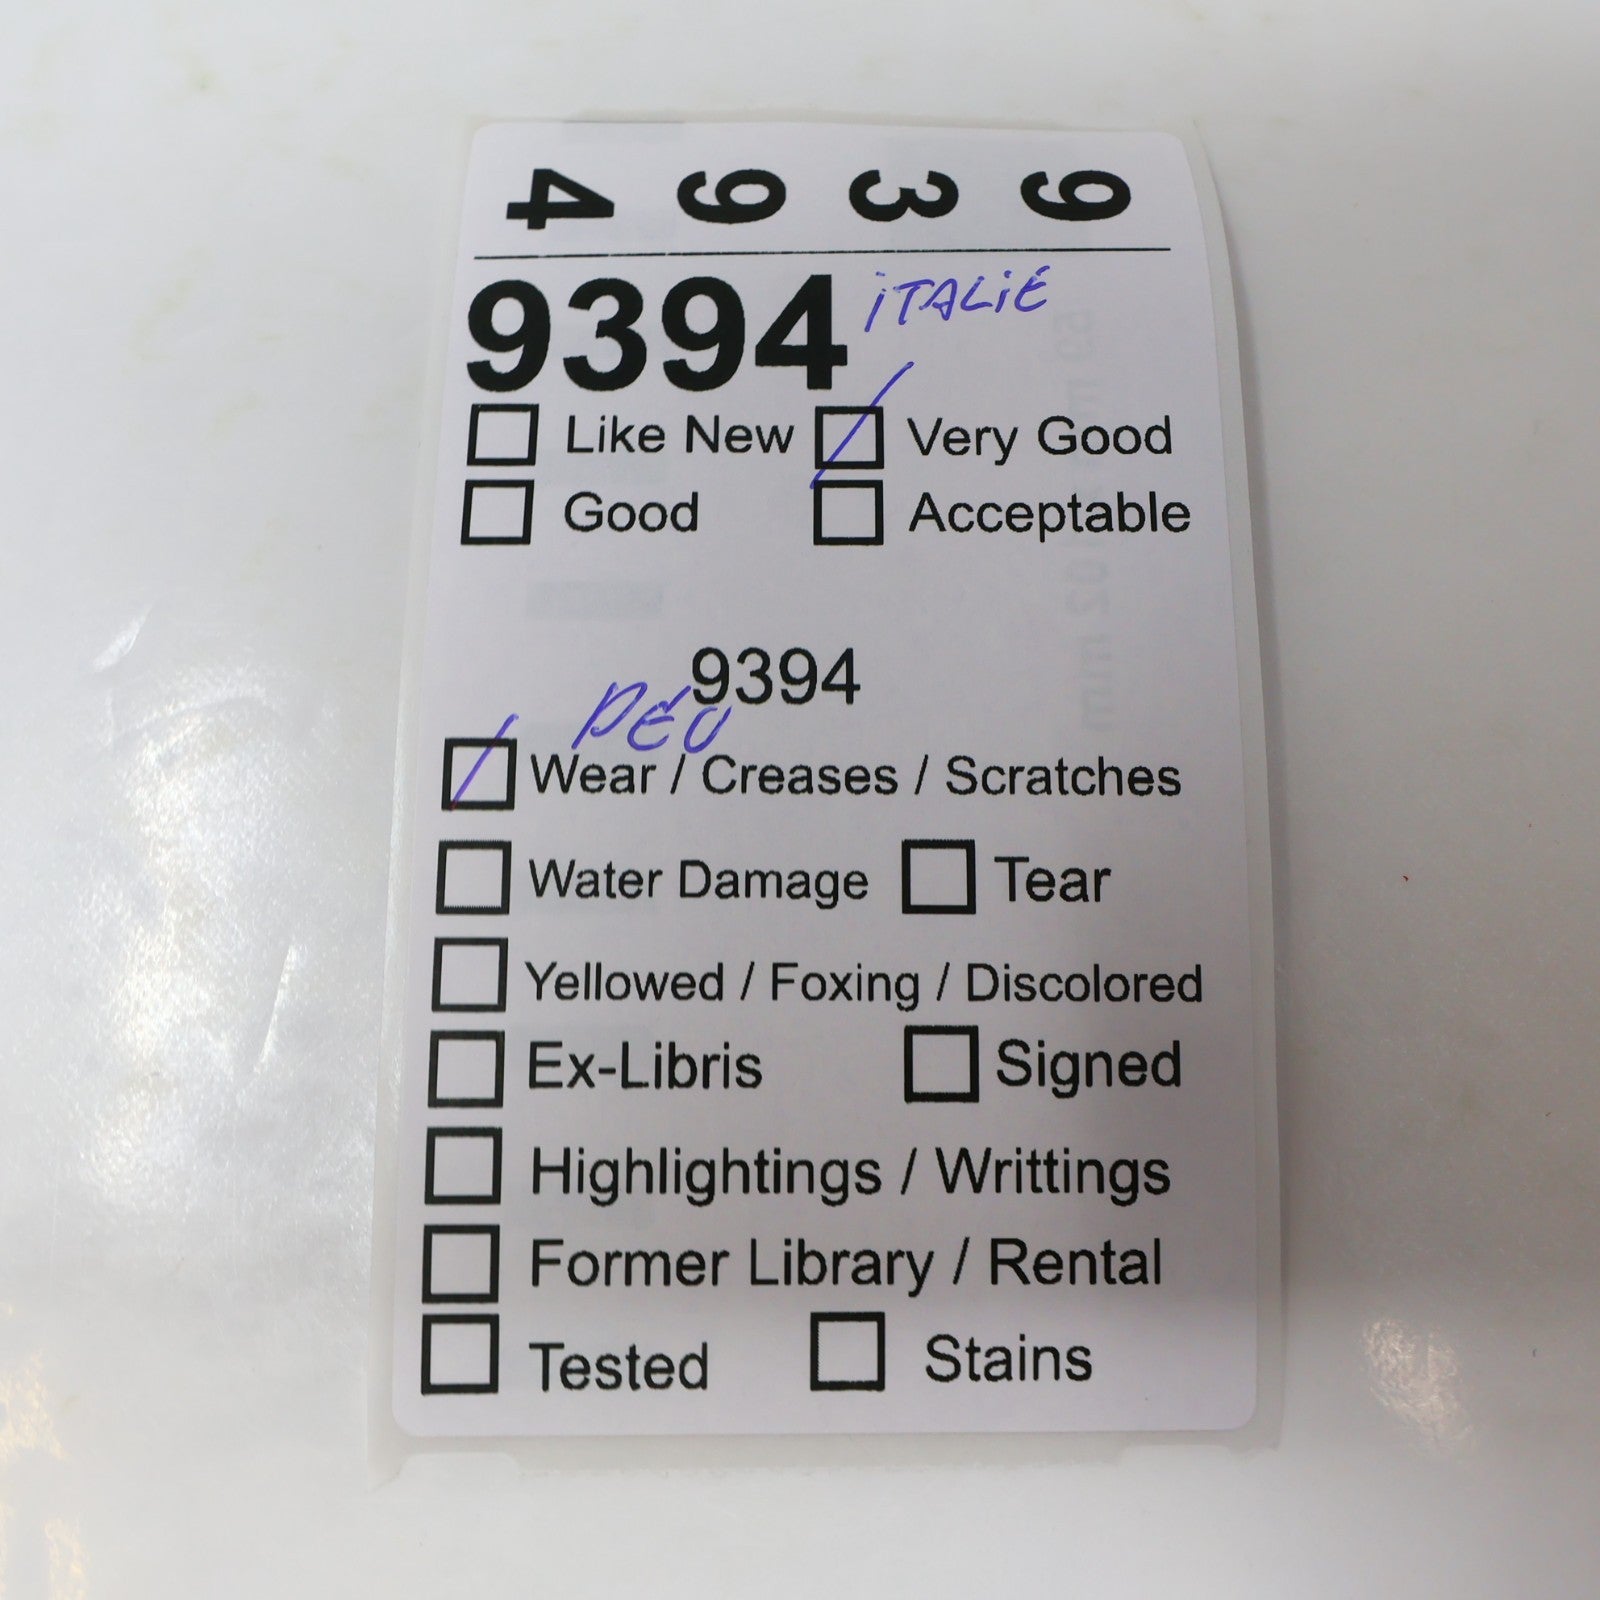 9 3 9 4
9394 iTALiE
Like New Very Good
Good Acceptable
9394
PEU
Wear / Creases / Scratches
Water Damage Tear
Yellowed / Foxing / Discolored
Ex-Libris Signed
Highlightings / Writtings
Former Library / Rental
Tested Stains